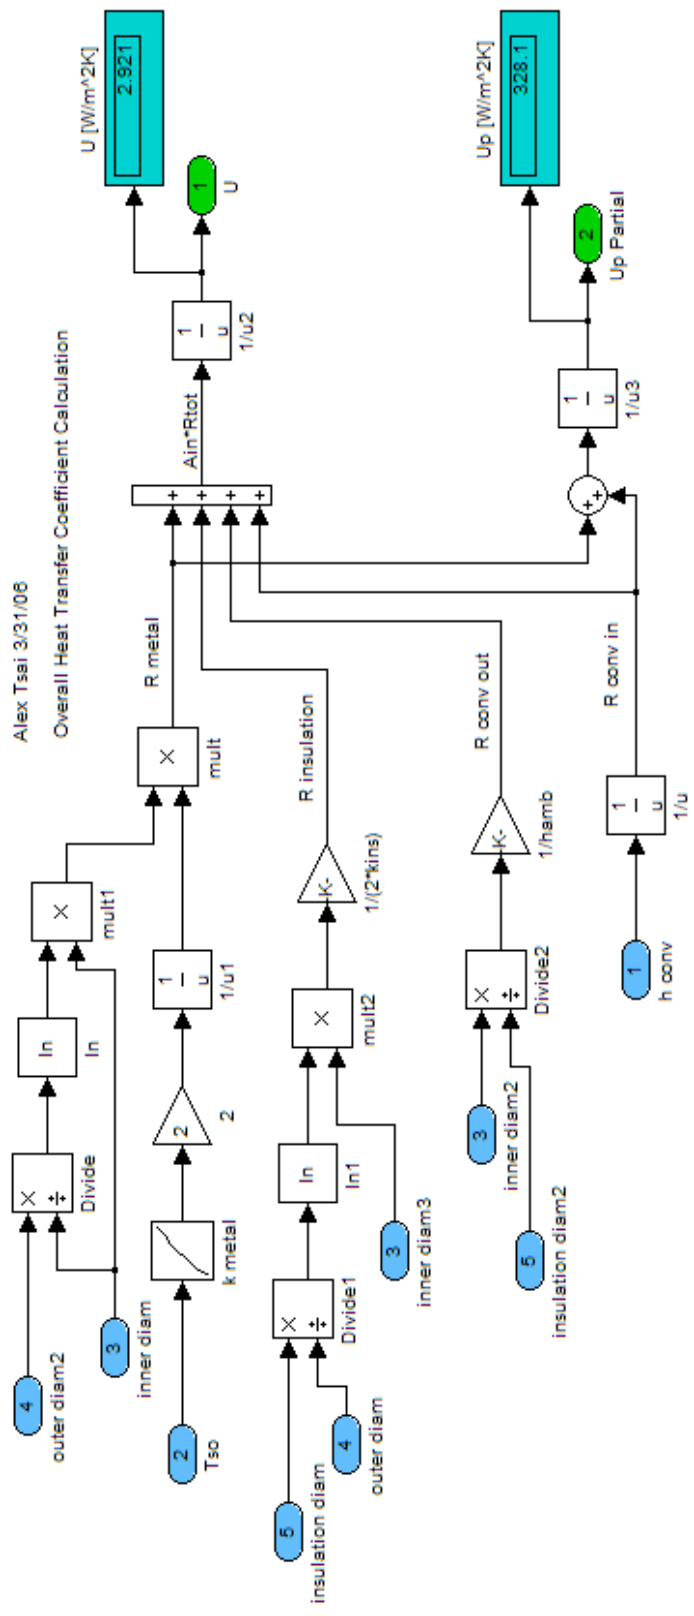 Alex Tsai 3/31/06
Overall Heat Transfer Coefficient Calculation
4
outer diam2
3
inner diam
×
÷
Divide
ln
ln
×
mult1
2
Tso
k metal
2
2
1
u
1/u1
×
mult
R metal
5
insulation diam
4
outer diam
×
÷
Divide1
ln
ln1
3
inner diam3
×
mult2
-K-
1/(2*kins)
R insulation
3
inner diam2
5
insulation diam2
×
÷
Divide2
-K-
1/hamb
R conv out
1
h conv
1
u
1/u
R conv in
+
+
+
+
Ain*Rtot
1
u
1/u2
U [W/m^2K]
2.921
1
U
+
+
1
u
1/u3
Up [W/m^2K]
328.1
2
Up Partial